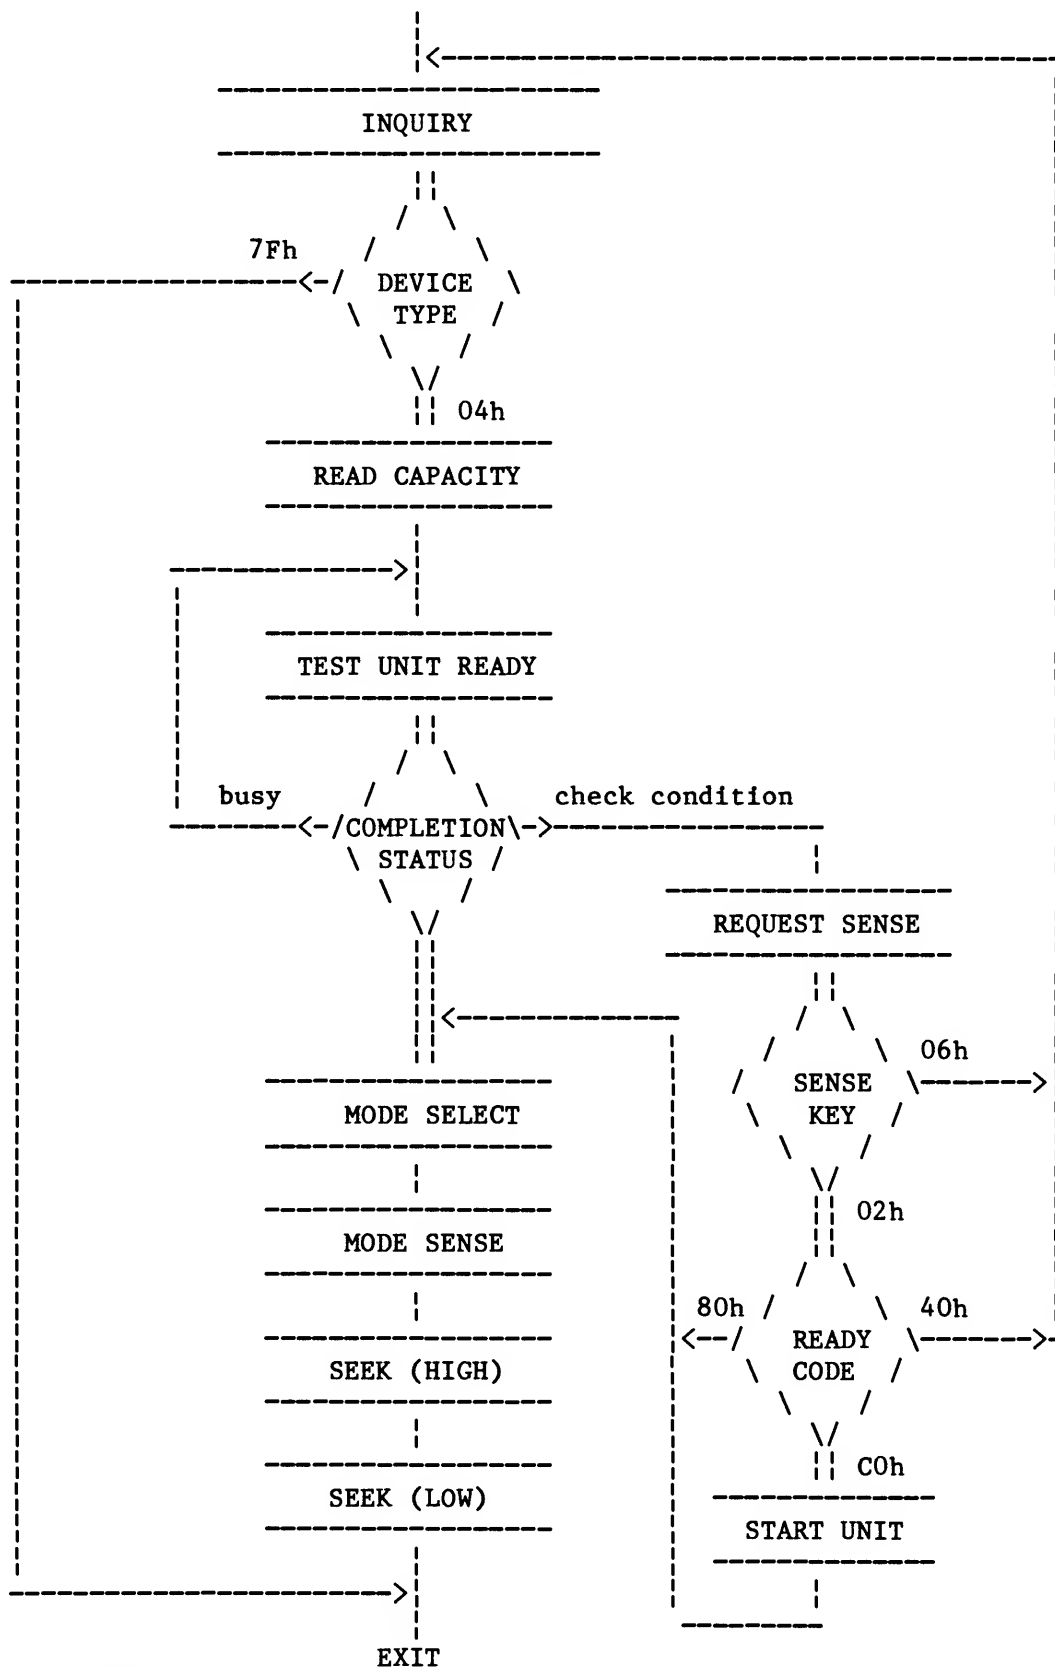 INQUIRY
7Fh
DEVICE
TYPE
04h
READ CAPACITY
TEST UNIT READY
busy
check condition
COMPLETION
STATUS
REQUEST SENSE
06h
SENSE
KEY
MODE SELECT
02h
MODE SENSE
80h
40h
READY
CODE
SEEK (HIGH)
C0h
SEEK (LOW)
START UNIT
EXIT